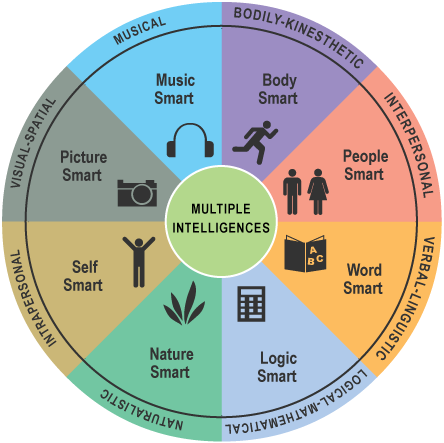 MUSICAL
Music
Smart
BODILY-KINESTHETIC
Body
Smart
INTERPERSONAL
People
Smart
VERBAL-LINGUISTIC
A
B C
Word
Smart
LOGICAL-MATHEMATICAL
Logic
Smart
NATURALISTIC
Nature
Smart
INTRAPERSONAL
Self
Smart
VISUAL-SPATIAL
Picture
Smart
MULTIPLE
INTELLIGENCES